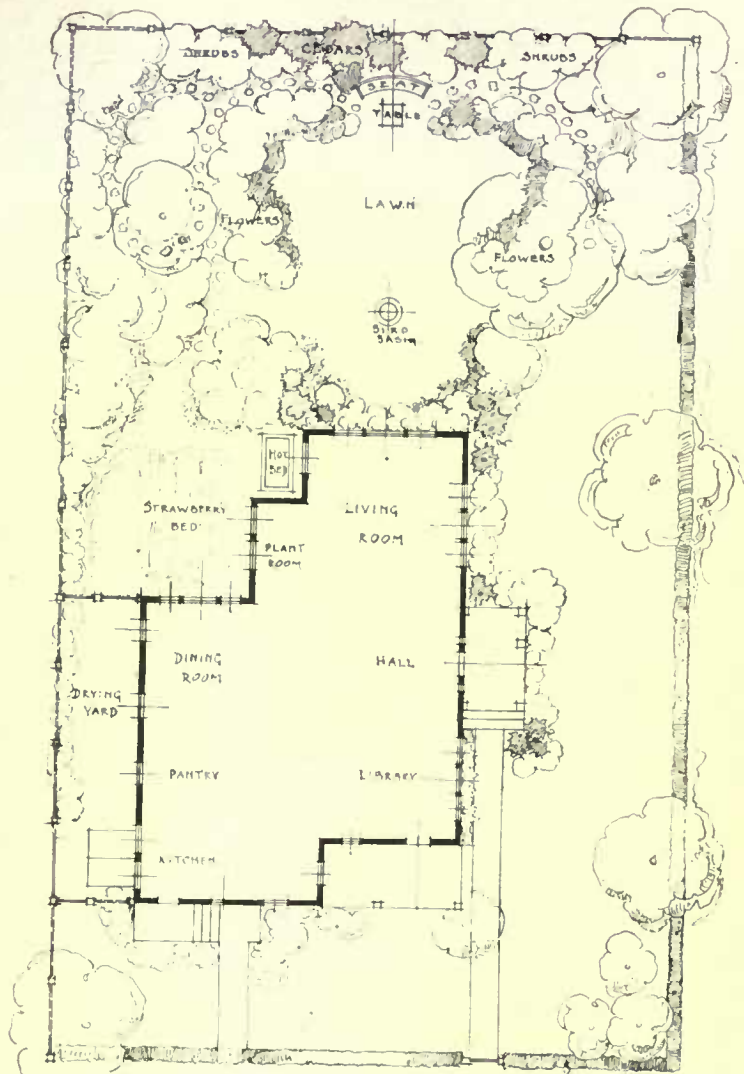 SHRUBS
CEDARS
SHRUBS
SEAT
TABLE
LAWN
FLOWERS
FLOWERS
BIRD
BASIN
HOT
BED
STRAWBERRY
BED
PLANT
ROOM
LIVING
ROOM
DINING
ROOM
HALL
DRYING
YARD
PANTRY
LIBRARY
KITCHEN